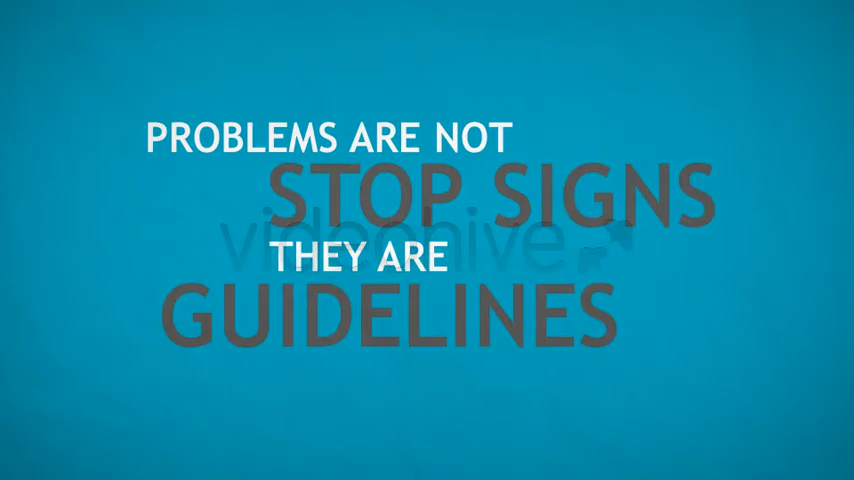 PROBLEMS ARE NOT
STOP SIGNS
videohive
THEY ARE
GUIDELINES